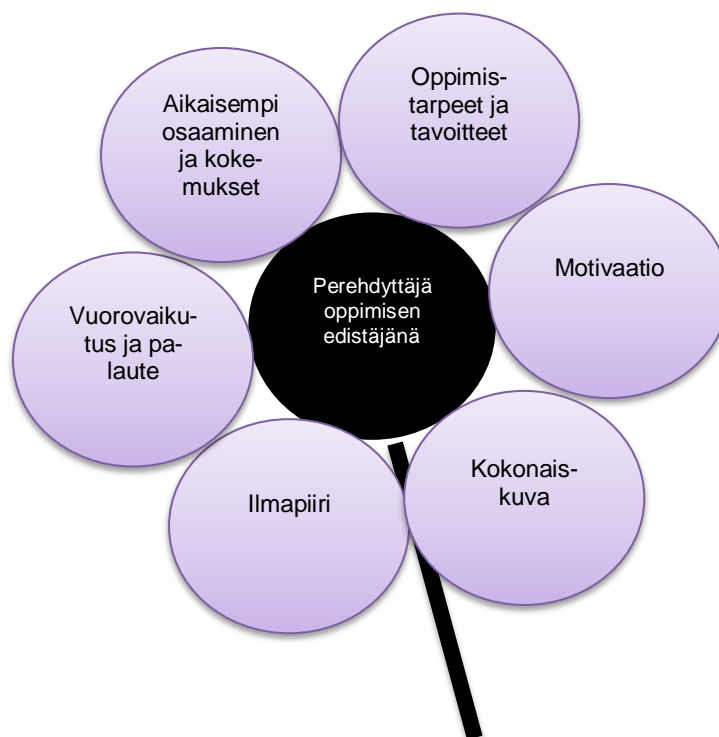 Oppimis-
tarpeet ja
tavoitteet
Aikaisempi
osaaminen
ja koke-
mukset
Motivaatio
Perehdyttäjä
oppimisen
edistäjänä
Vuorovaiku-
tus ja pa-
laute
Kokonais-
kuva
Ilmapiiri